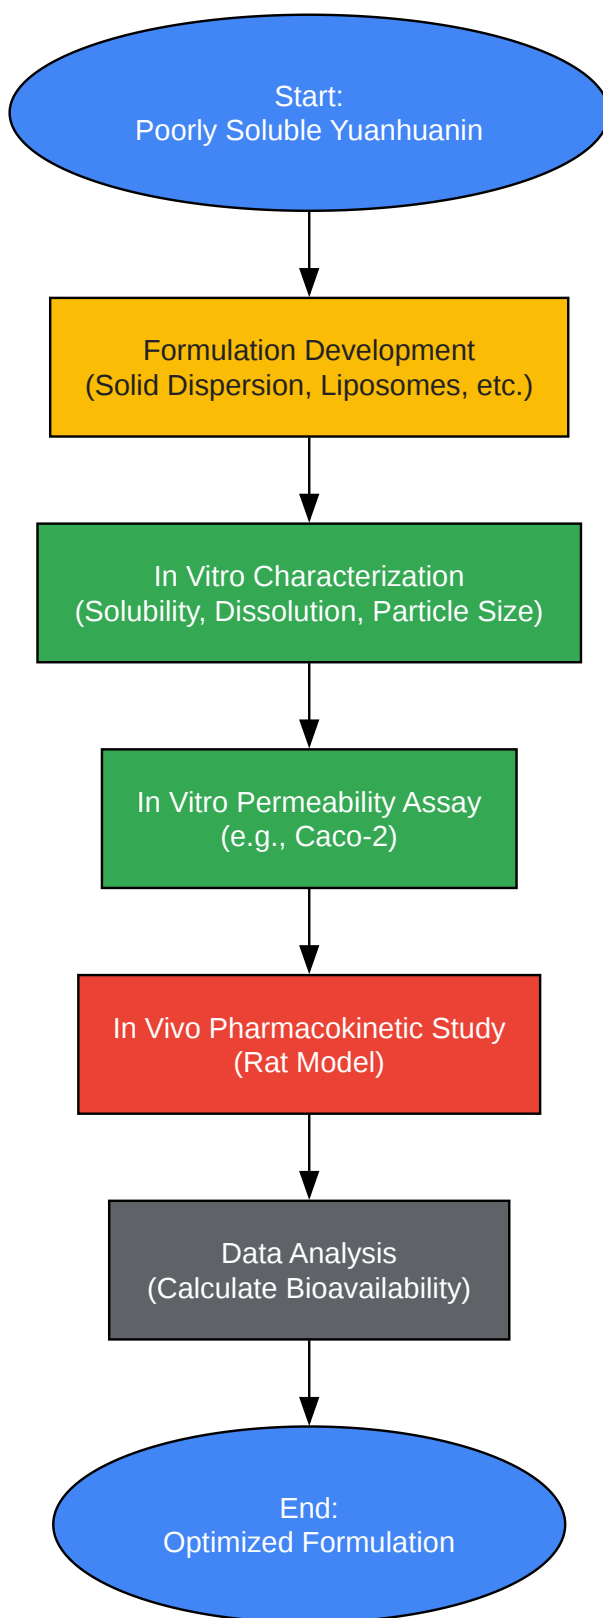 Start:
Poorly Soluble Yuanhuanin
Formulation Development
(Solid Dispersion, Liposomes, etc.)
In Vitro Characterization
(Solubility, Dissolution, Particle Size)
In Vitro Permeability Assay
(e.g., Caco-2)
In Vivo Pharmacokinetic Study
(Rat Model)
Data Analysis
(Calculate Bioavailability)
End:
Optimized Formulation